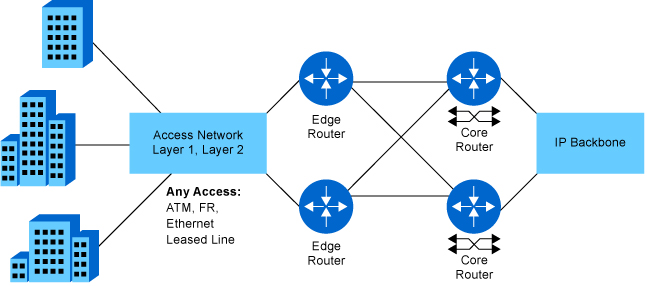 Access Network
Layer 1, Layer 2
Any Access:
ATM, FR,
Ethernet
Leased Line
Edge
Router
Edge
Router
Core
Router
Core
Router
IP Backbone